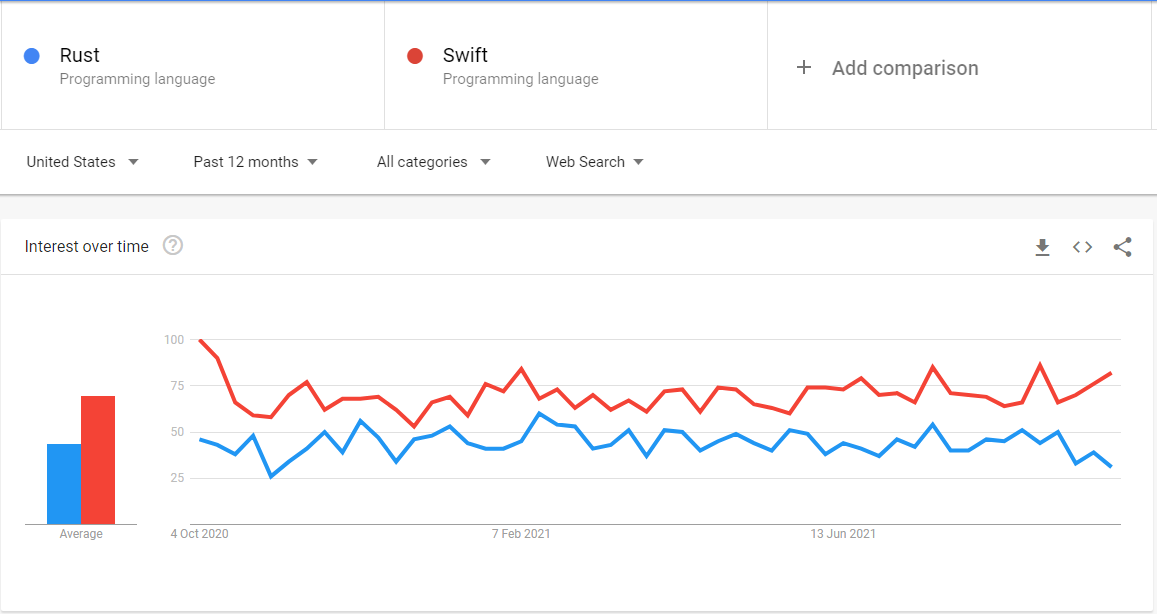 Rust
Programming language
Swift
Programming language
+ Add comparison
United States
Past 12 months
All categories
Web Search
Interest over time ?
100
75
50
25
Average
4 Oct 2020
7 Feb 2021
13 Jun 2021